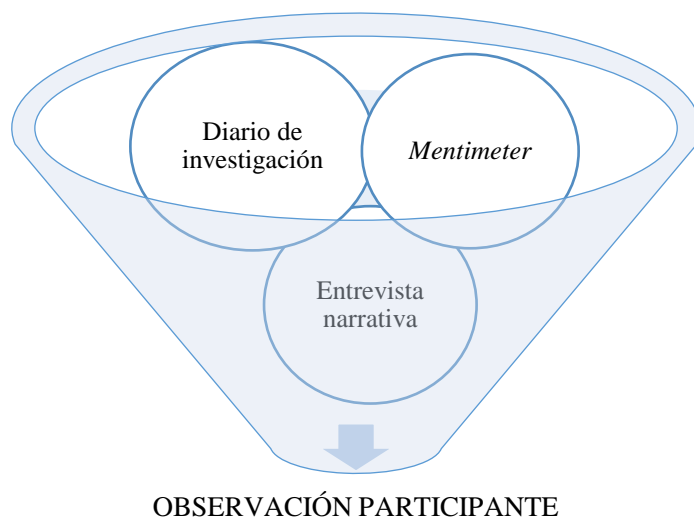 Diario de
investigación
Mentimeter
Entrevista
narrativa
OBSERVACIÓN PARTICIPANTE